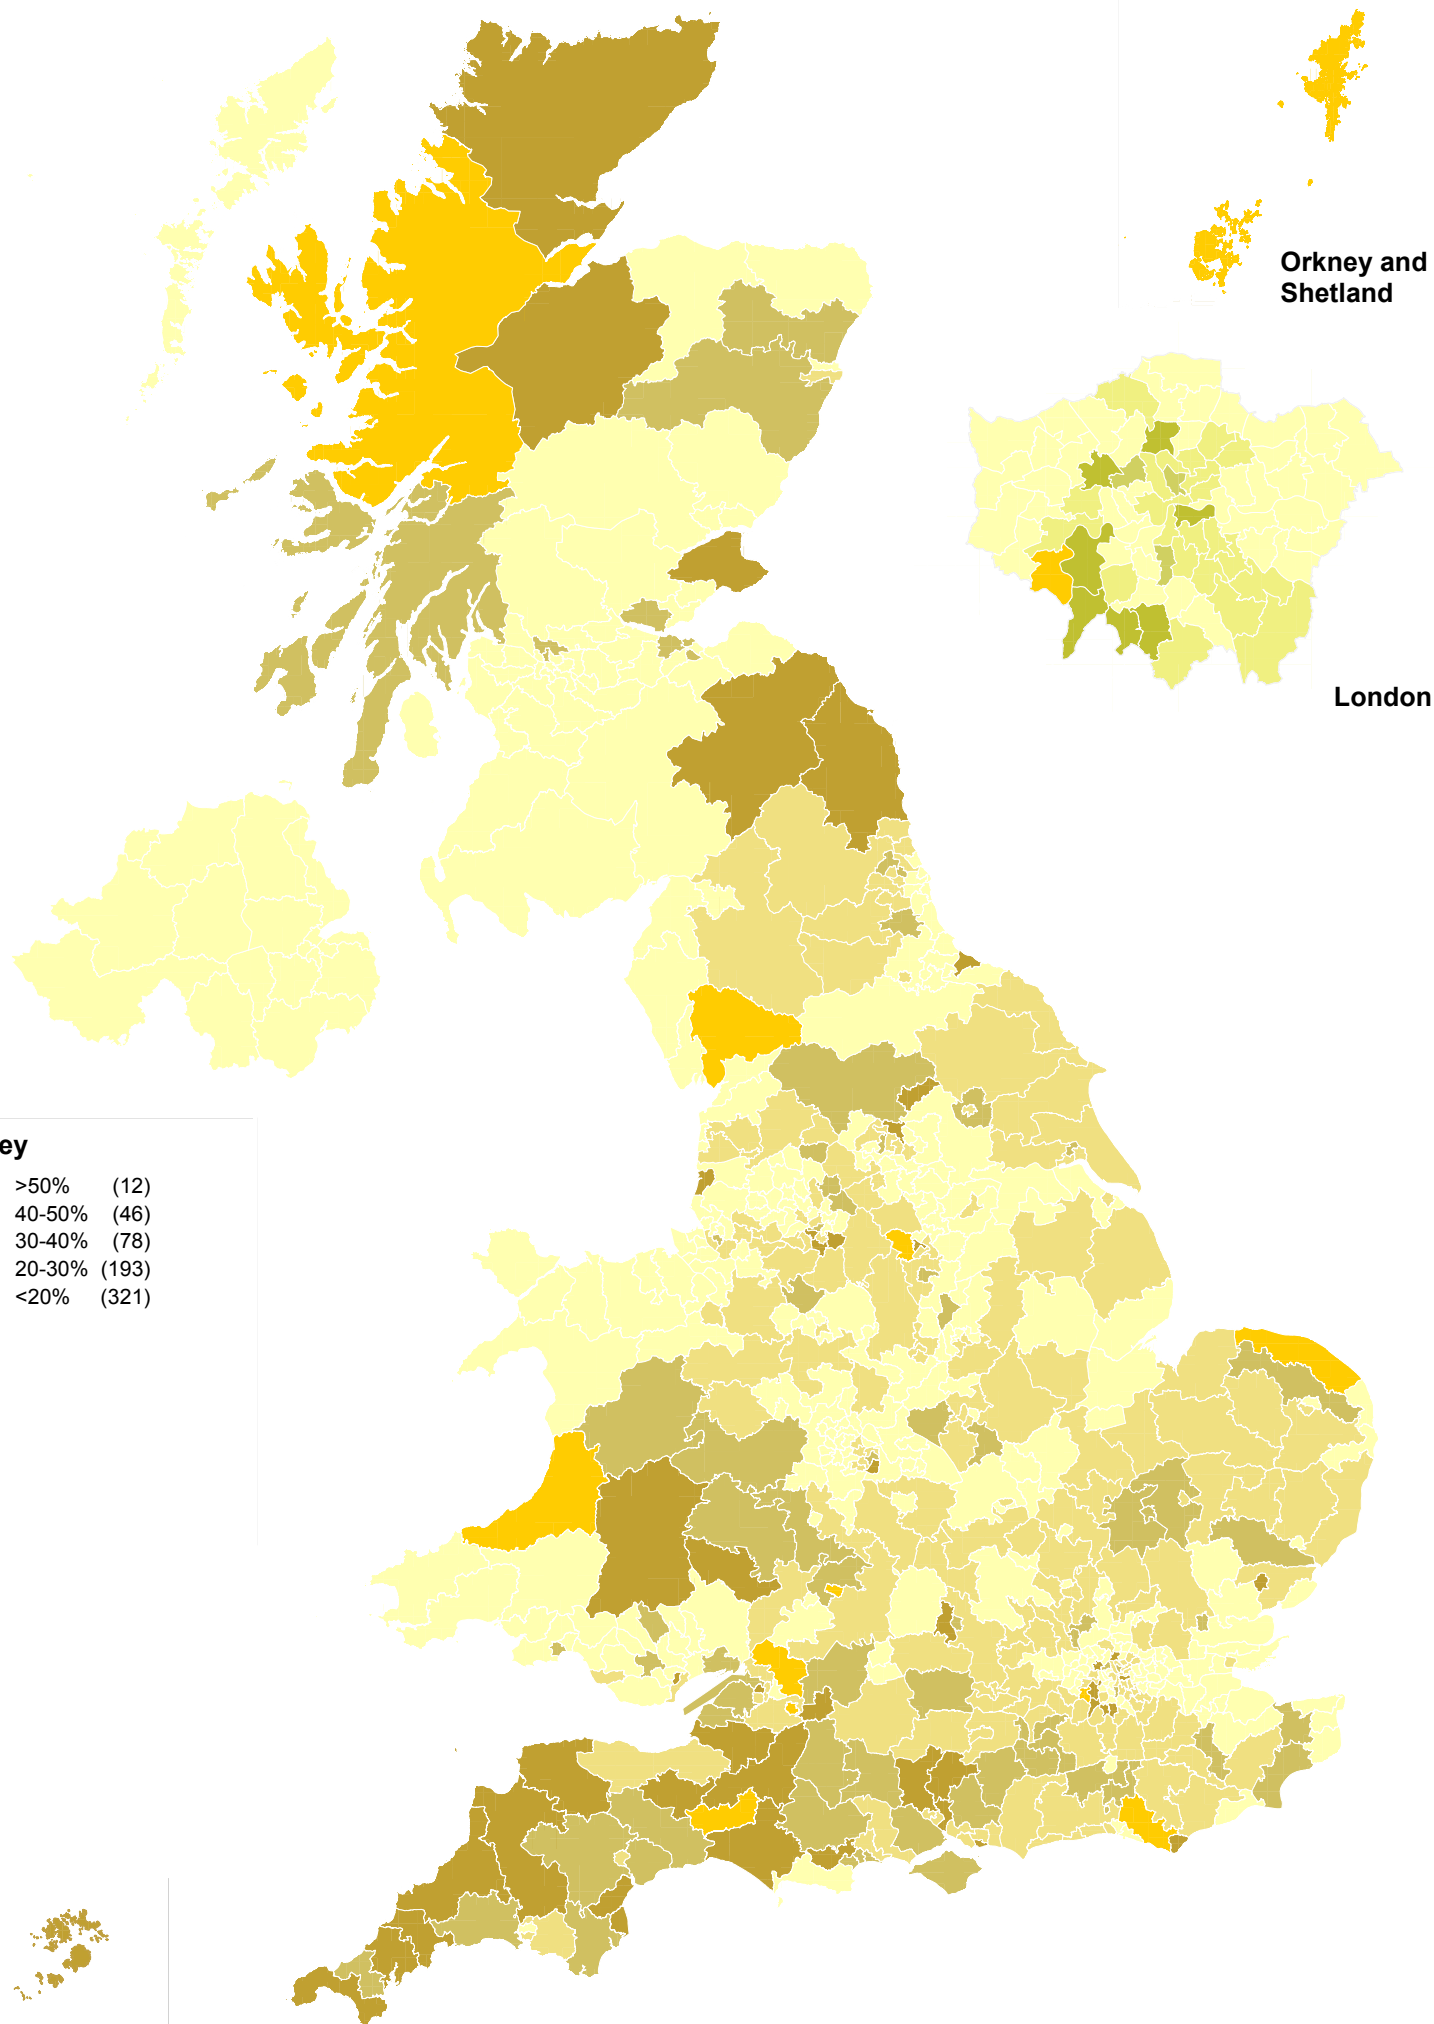 Orkney and
Shetland
London
ey
>50% (12)
40-50% (46)
30-40% (78)
20-30% (193)
<20% (321)